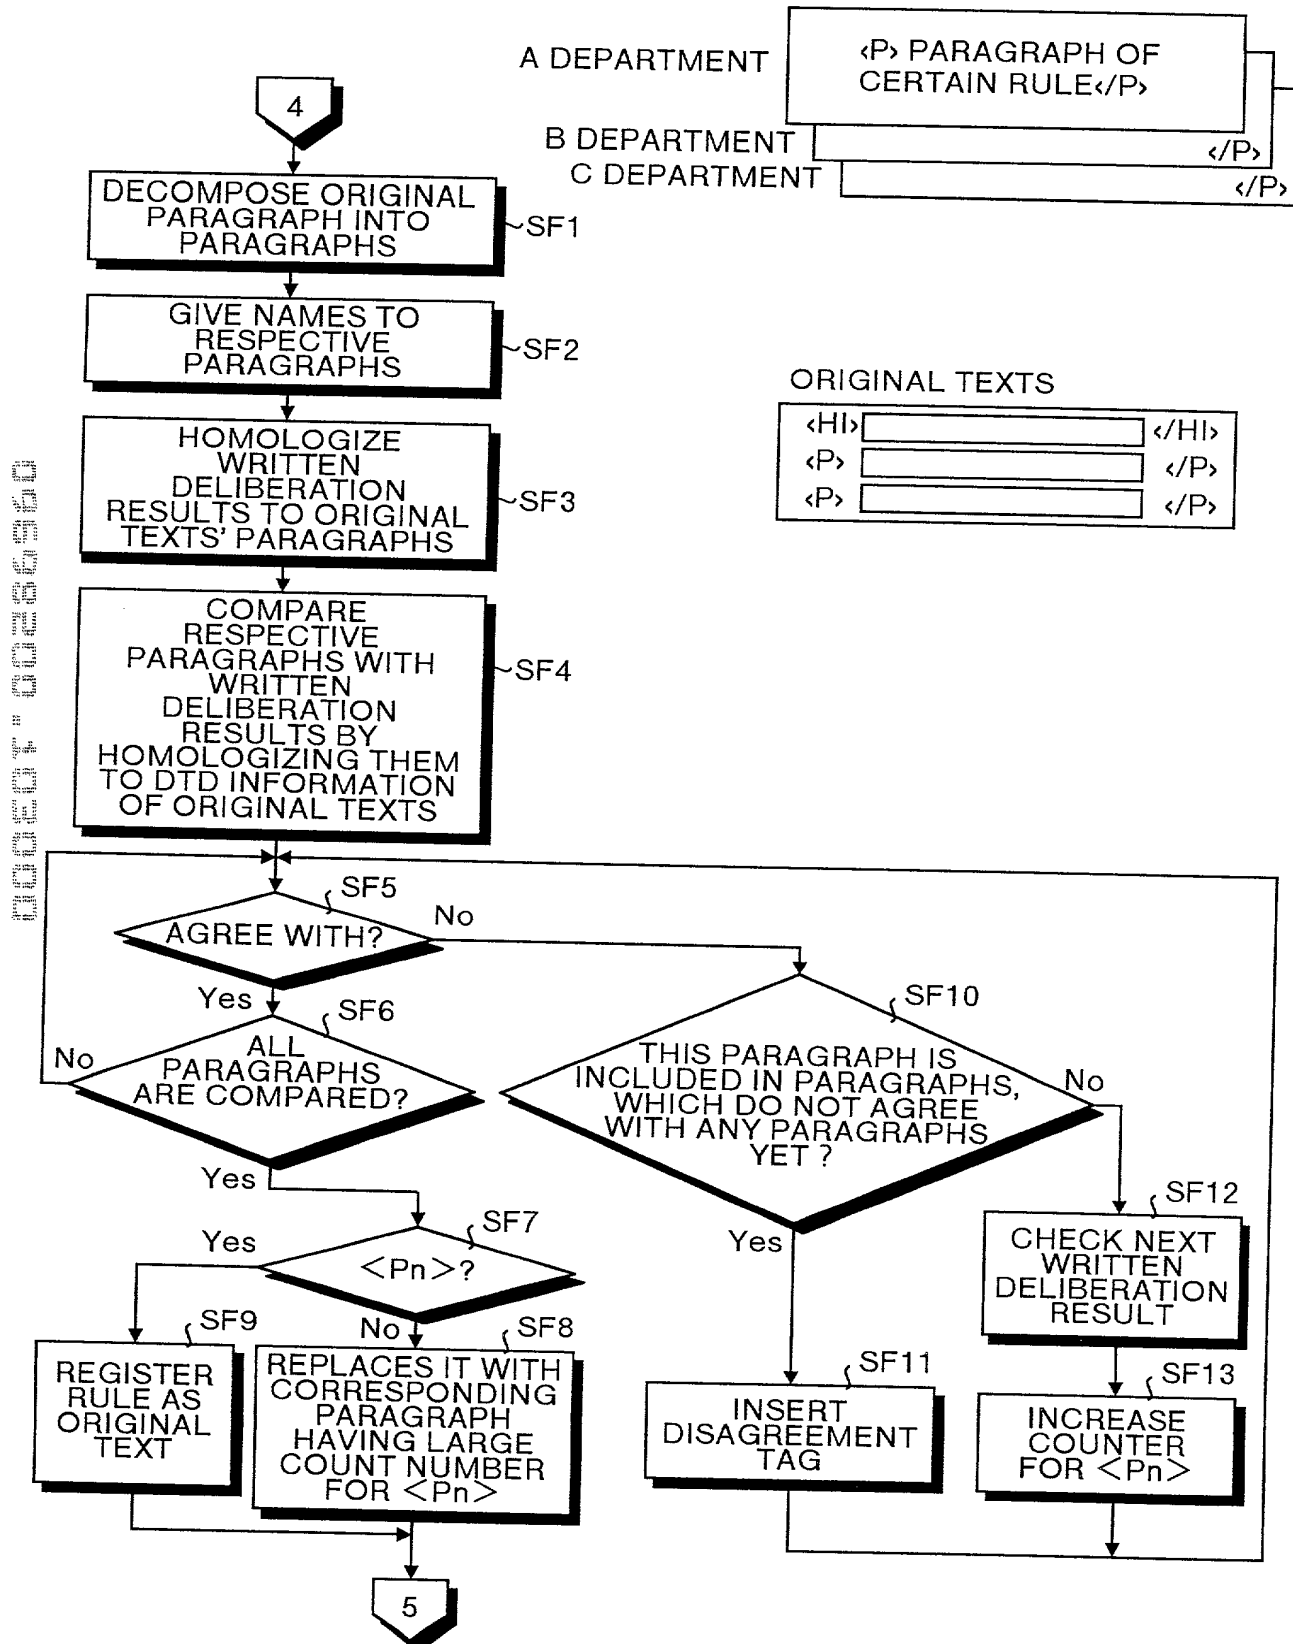 A DEPARTMENT
‹P› PARAGRAPH OF
CERTAIN RULE‹/P›
B DEPARTMENT
‹/P›
C DEPARTMENT
‹/P›
4
DECOMPOSE ORIGINAL
PARAGRAPH INTO
PARAGRAPHS
SF1
GIVE NAMES TO
RESPECTIVE
PARAGRAPHS
SF2
ORIGINAL TEXTS
‹HI› ‹/HI›
‹P› ‹/P›
‹P› ‹/P›
HOMOLOGIZE
WRITTEN
DELIBERATION
RESULTS TO ORIGINAL
TEXTS' PARAGRAPHS
SF3
COMPARE
RESPECTIVE
PARAGRAPHS WITH
WRITTEN
DELIBERATION
RESULTS BY
HOMOLOGIZING THEM
TO DTD INFORMATION
OF ORIGINAL TEXTS
SF4
SF5
AGREE WITH?
No
Yes
SF6
ALL
PARAGRAPHS
ARE COMPARED?
No
Yes
SF10
THIS PARAGRAPH IS
INCLUDED IN PARAGRAPHS,
WHICH DO NOT AGREE
WITH ANY PARAGRAPHS
YET ?
No
Yes
SF7
<Pn>?
Yes
No
SF12
CHECK NEXT
WRITTEN
DELIBERATION
RESULT
SF9
REGISTER
RULE AS
ORIGINAL
TEXT
SF8
REPLACES IT WITH
CORRESPONDING
PARAGRAPH
HAVING LARGE
COUNT NUMBER
FOR <Pn>
SF11
INSERT
DISAGREEMENT
TAG
SF13
INCREASE
COUNTER
FOR <Pn>
5